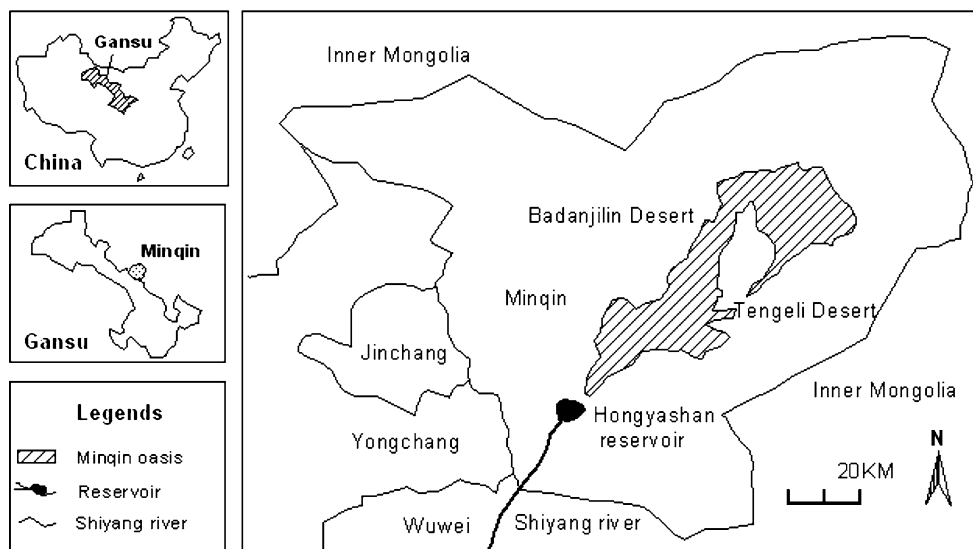 Gansu
China
Minqin
Gansu
Legends
Minqin oasis
Reservoir
Shiyang river
Inner Mongolia
Badanjilin Desert
Minqin
Tengeli Desert
Jinchang
Inner Mongolia
Hongyashan
reservoir
Yongchang
N
20KM
Wuwei
Shiyang river